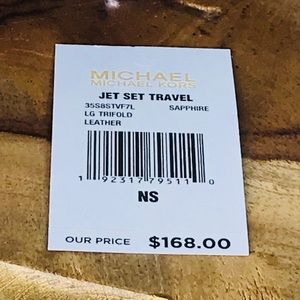 MICHAEL
MICHAEL KORS
JET SET TRAVEL
35S8STVF7L SAPPHIRE
LG TRIFOLD
LEATHER
1 92317 79511 0
NS
OUR PRICE $168.00